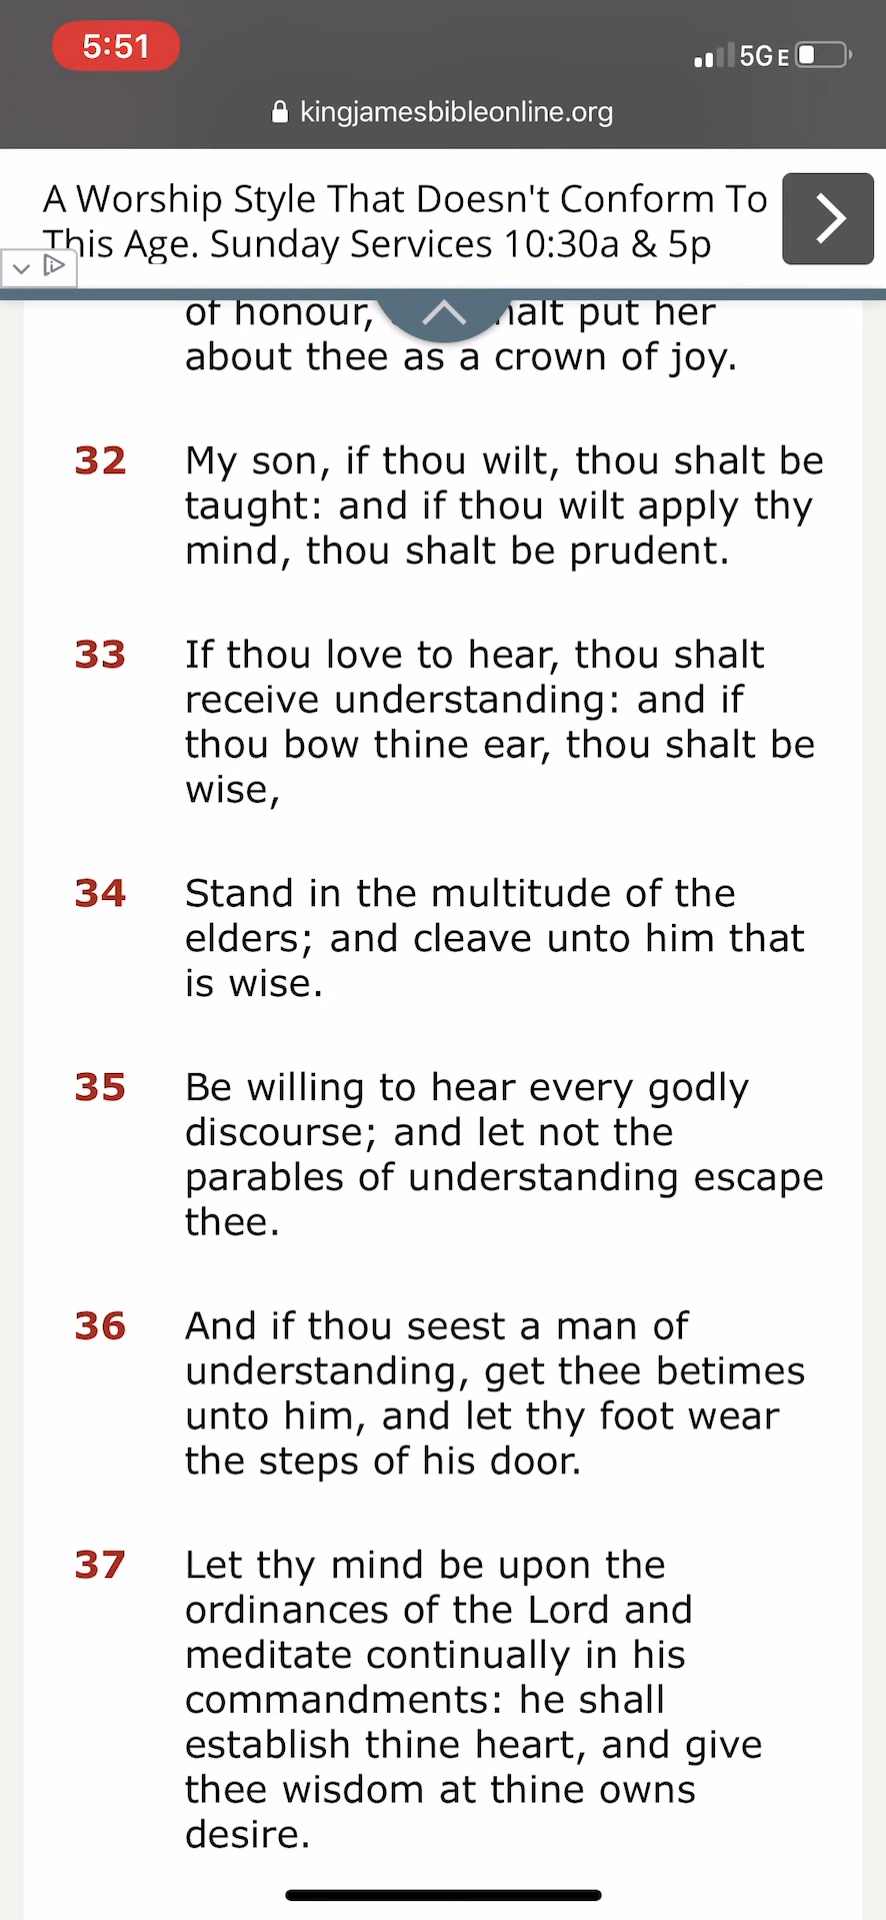 5:51
5GE
kingjamesbibleonline.org
A Worship Style That Doesn't Conform To
This Age. Sunday Services 10:30a & 5p
of honour, put her
about thee as a crown of joy.
32 My son, if thou wilt, thou shalt be
taught: and if thou wilt apply thy
mind, thou shalt be prudent.
33 If thou love to hear, thou shalt
receive understanding: and if
thou bow thine ear, thou shalt be
wise,
34 Stand in the multitude of the
elders; and cleave unto him that
is wise.
35 Be willing to hear every godly
discourse; and let not the
parables of understanding escape
thee.
36 And if thou seest a man of
understanding, get thee betimes
unto him, and let thy foot wear
the steps of his door.
37 Let thy mind be upon the
ordinances of the Lord and
meditate continually in his
commandments: he shall
establish thine heart, and give
thee wisdom at thine owns
desire.